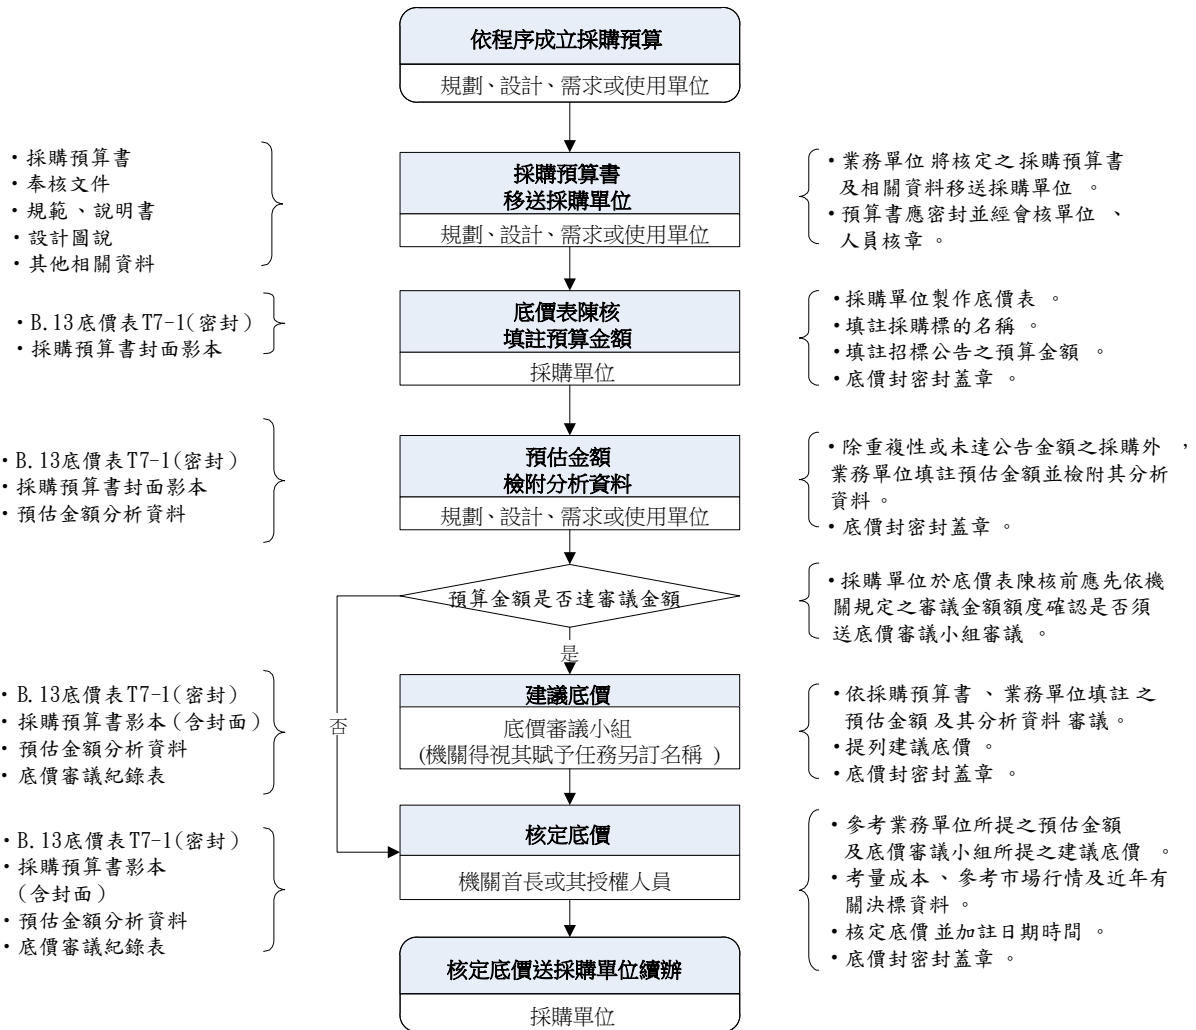 依程序成立採購預算
規劃、設計、需求或使用單位
・採購預算書
・奉核文件
・規範、說明書
・設計圖說
・其他相關資料
採購預算書
移送採購單位
規劃、設計、需求或使用單位
・業務單位將核定之採購預算書
及相關資料移送採購單位。
・預算書應密封並經會核單位、
人員核章。
・B.13底價表T7-1(密封)
・採購預算書封面影本
底價表陳核
填註預算金額
採購單位
・採購單位製作底價表。
・填註採購標的名稱。
・填註招標公告之預算金額。
・底價封密封蓋章。
・B.13底價表T7-1(密封)
・採購預算書封面影本
・預估金額分析資料
預估金額
檢附分析資料
規劃、設計、需求或使用單位
・除重複性或未達公告金額之採購外，
業務單位填註預估金額並檢附其分析
資料。
・底價封密封蓋章。
預算金額是否達審議金額
・採購單位於底價表陳核前應先依機
關規定之審議金額額度確認是否須
送底價審議小組審議。
是
否
・B.13底價表T7-1(密封)
・採購預算書影本(含封面)
・預估金額分析資料
・底價審議紀錄表
建議底價
底價審議小組
(機關得視其賦予任務另訂名稱)
・依採購預算書、業務單位填註之
預估金額及其分析資料審議。
・提列建議底價。
・底價封密封蓋章。
・B.13底價表T7-1(密封)
・採購預算書影本
(含封面)
・預估金額分析資料
・底價審議紀錄表
核定底價
機關首長或其授權人員
・參考業務單位所提之預估金額
及底價審議小組所提之建議底價。
・考量成本、參考市場行情及近年有
關決標資料。
・核定底價並加註日期時間。
・底價封密封蓋章。
核定底價送採購單位續辦
採購單位